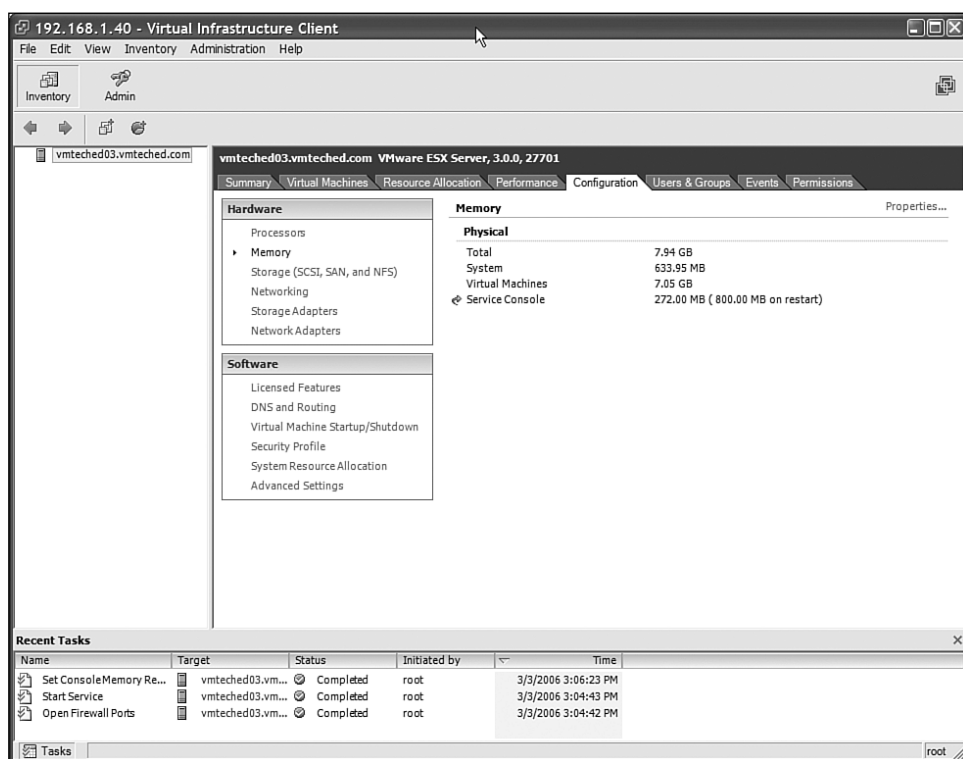 192.168.1.40 - Virtual Infrastructure Client
File Edit View Inventory Administration Help
Inventory Admin
vmteched03.vmteched.com
vmteched03.vmteched.com VMware ESX Server, 3.0.0, 27701
Summary Virtual Machines Resource Allocation Performance Configuration Users & Groups Events Permissions
Hardware
Processors
Memory
Storage (SCSI, SAN, and NFS)
Networking
Storage Adapters
Network Adapters
Software
Licensed Features
DNS and Routing
Virtual Machine Startup/Shutdown
Security Profile
System Resource Allocation
Advanced Settings
Memory Properties...
Physical
Total 7.94 GB
System 633.95 MB
Virtual Machines 7.05 GB
Service Console 272.00 MB ( 800.00 MB on restart)
Recent Tasks
Name Target Status Initiated by Time
Set Console Memory Re... vmteched03.vm... Completed root 3/3/2006 3:06:23 PM
Start Service vmteched03.vm... Completed root 3/3/2006 3:04:43 PM
Open Firewall Ports vmteched03.vm... Completed root 3/3/2006 3:04:42 PM
Tasks root